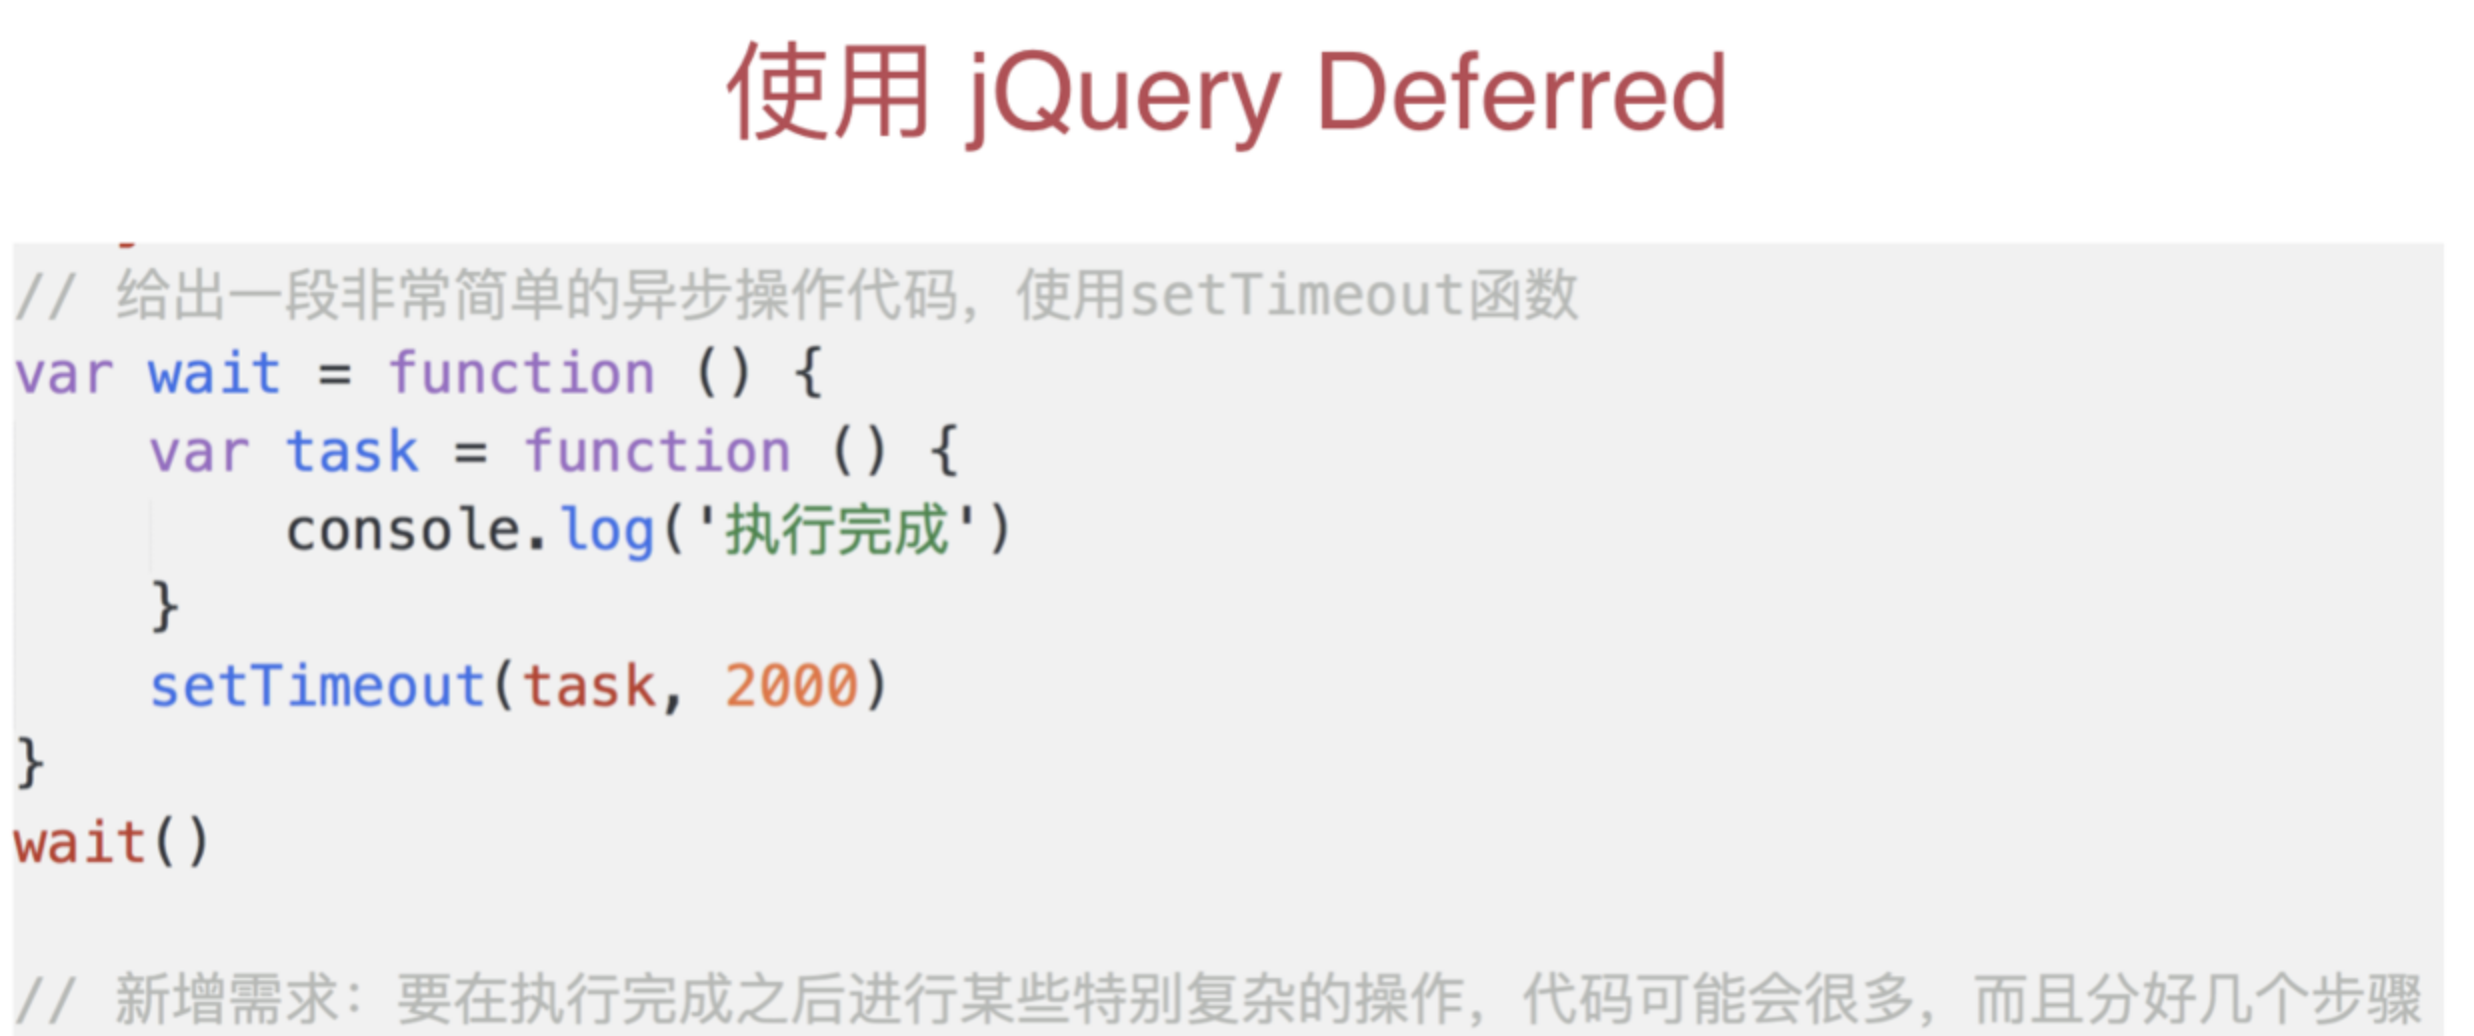 使用 jQuery Deferred
// 给出一段非常简单的异步操作代码，使用setTimeout函数
var wait = function () {
    var task = function () {
        console.log('执行完成')
    }
    setTimeout(task, 2000)
}
wait()
// 新增需求：要在执行完成之后进行某些特别复杂的操作，代码可能会很多，而且分好几个步骤